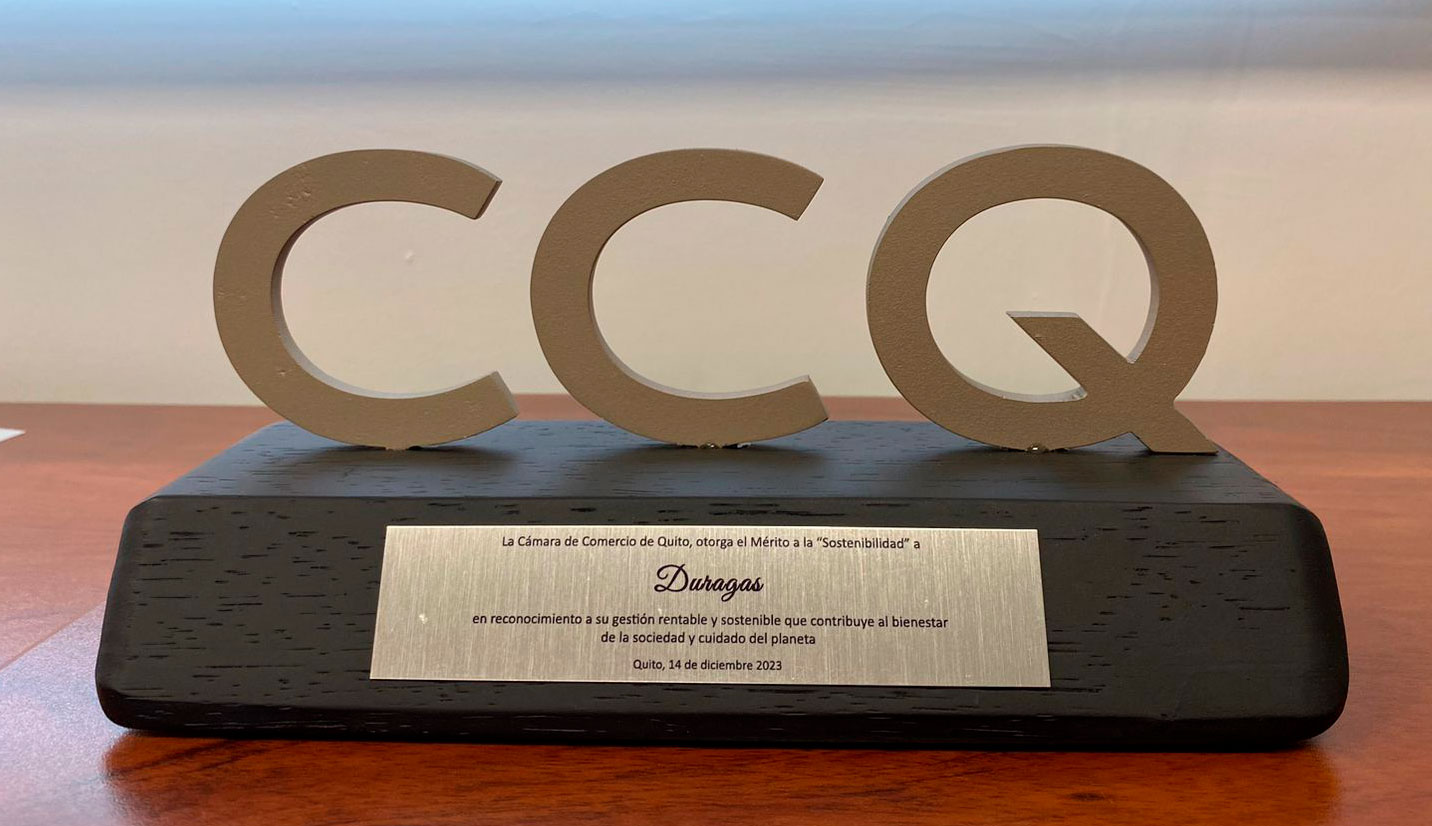 CCQ
La Cámara de Comercio de Quito, otorga el Mérito a la “Sostenibilidad” a
Duragas
en reconocimiento a su gestión rentable y sostenible que contribuye al bienestar
de la sociedad y cuidado del planeta
Quito, 14 de diciembre 2023